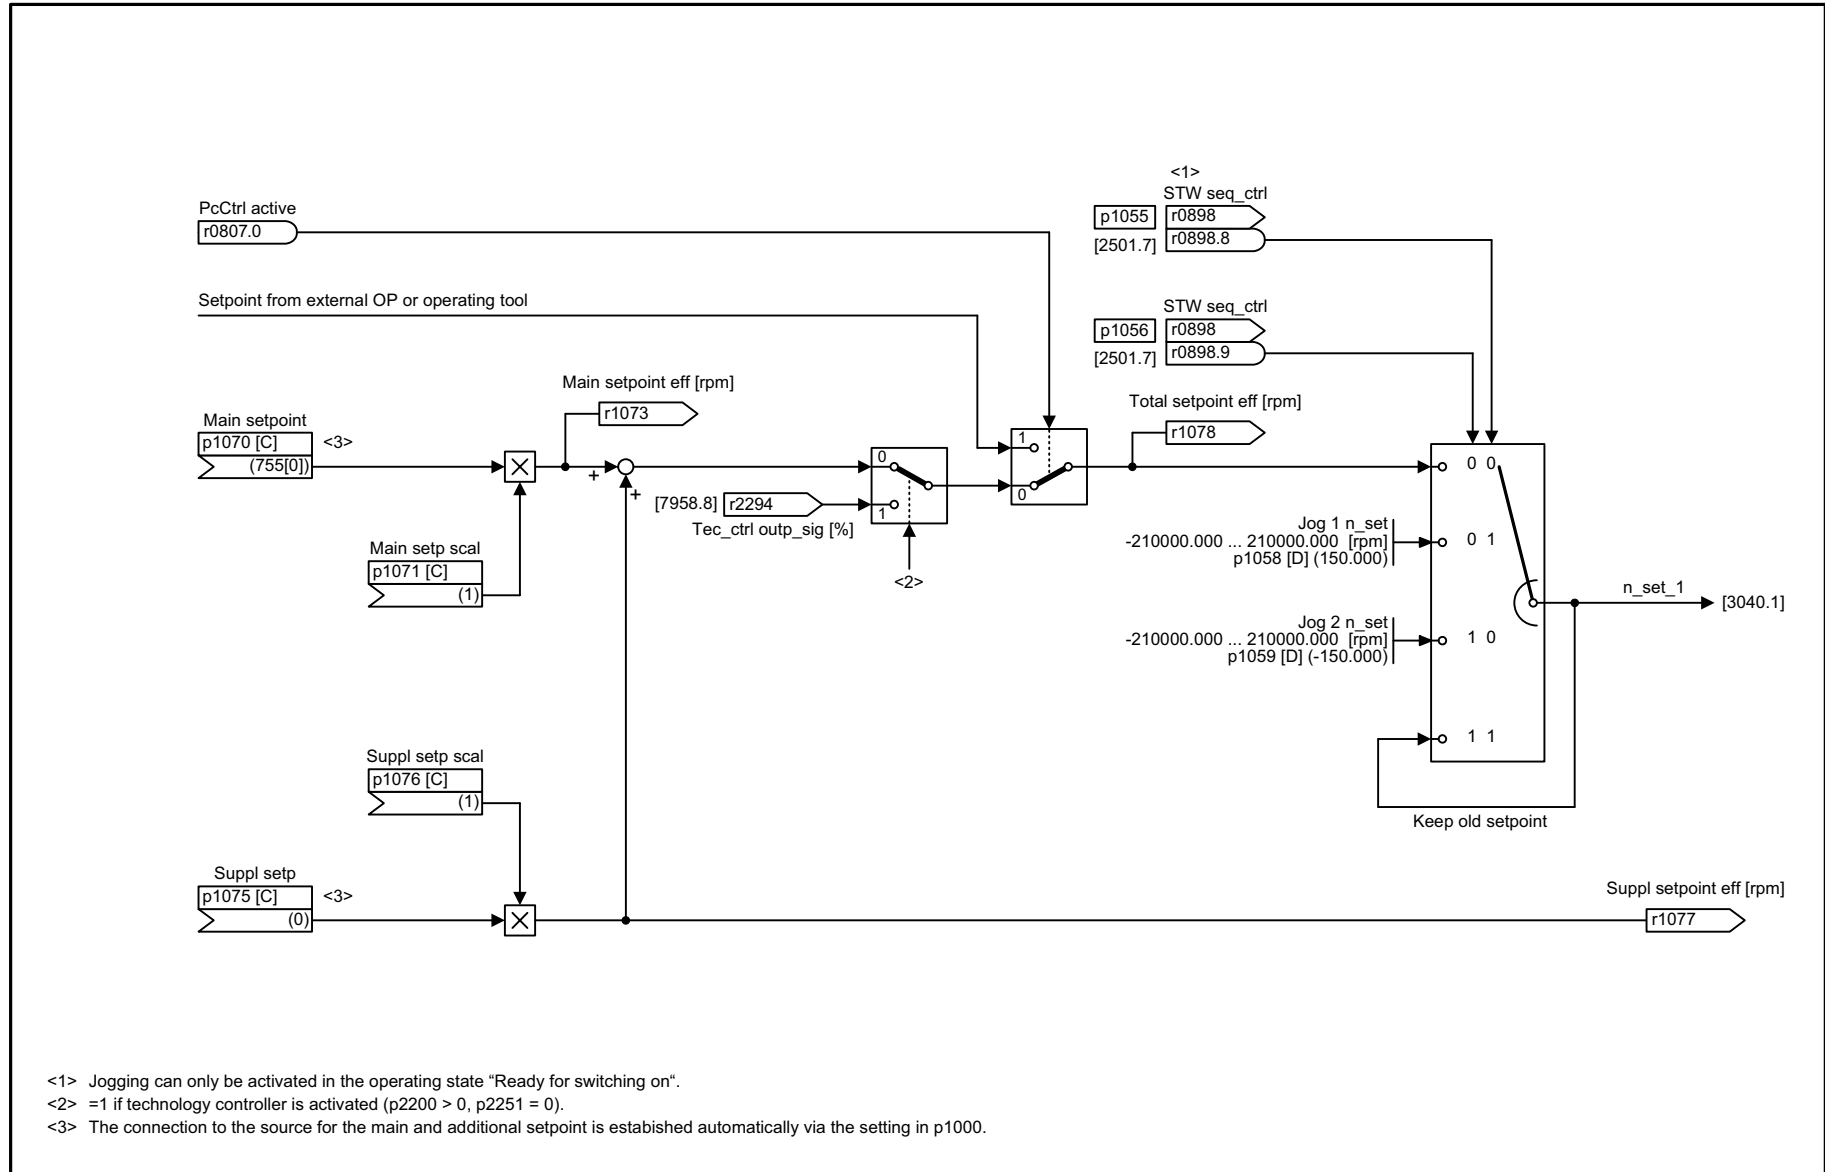 <1>
STW seq_ctrl
PcCtrl active
p1055
r0898
r0807.0
[2501.7]
r0898.8
Setpoint from external OP or operating tool
STW seq_ctrl
p1056
r0898
[2501.7]
r0898.9
Main setpoint eff [rpm]
r1073
Total setpoint eff [rpm]
r1078
Main setpoint
p1070 [C]
<3>
(755[0])
+
+
0
1
1
0
[7958.8]
r2294
Tec_ctrl outp_sig [%]
<2>
Main setp scal
p1071 [C]
(1)
0 0
Jog 1 n_set
-210000.000 ... 210000.000 [rpm]
p1058 [D] (150.000)
0 1
n_set_1
[3040.1]
Jog 2 n_set
-210000.000 ... 210000.000 [rpm]
p1059 [D] (-150.000)
1 0
1 1
Keep old setpoint
Suppl setp scal
p1076 [C]
(1)
Suppl setp
p1075 [C]
<3>
(0)
Suppl setpoint eff [rpm]
r1077
<1> Jogging can only be activated in the operating state “Ready for switching on“.
<2> =1 if technology controller is activated (p2200 > 0, p2251 = 0).
<3> The connection to the source for the main and additional setpoint is estabished automatically via the setting in p1000.